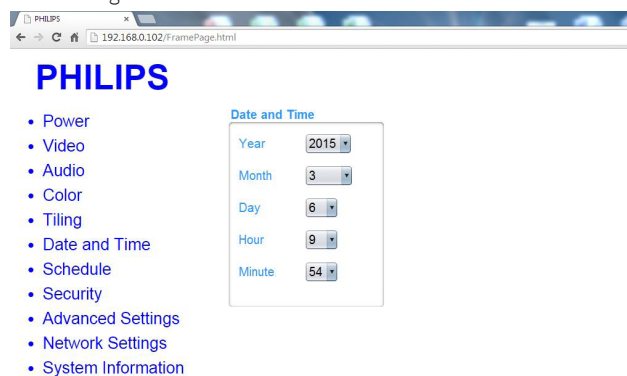 PHILIPS
192.168.0.102/FramePage.html
PHILIPS
• Power
• Video
• Audio
• Color
• Tiling
• Date and Time
• Schedule
• Security
• Advanced Settings
• Network Settings
• System Information
Date and Time
Year 2015
Month 3
Day 6
Hour 9
Minute 54